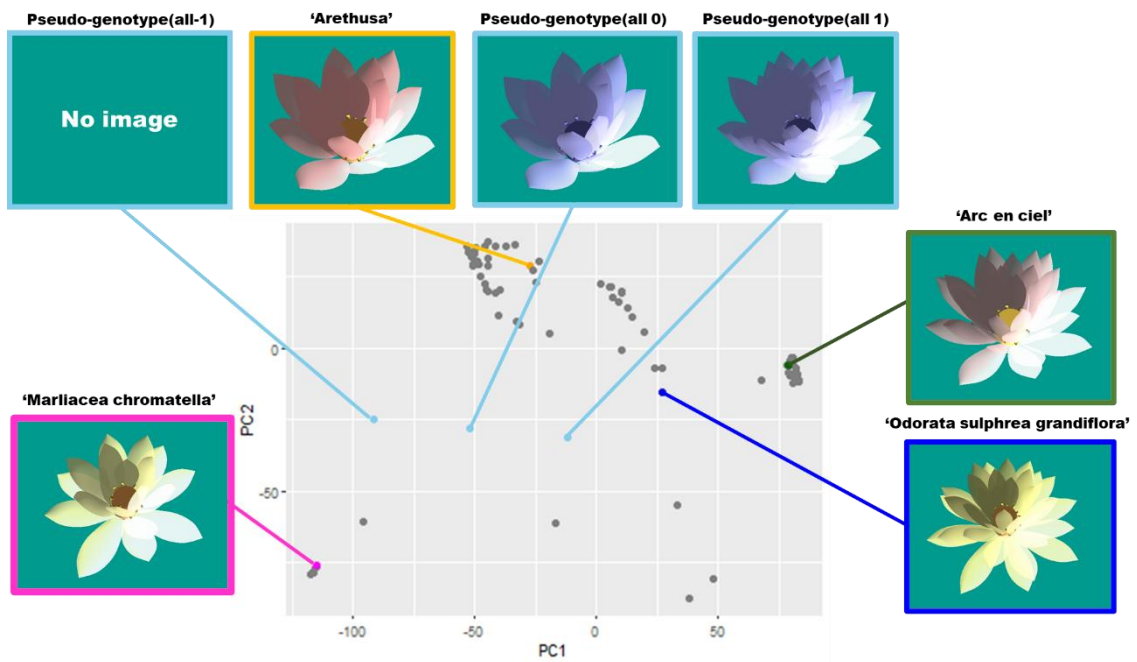 Pseudo-genotype(all-1)
‘Arethusa’
Pseudo-genotype(all 0)
Pseudo-genotype(all 1)
No image
‘Arc en ciel’
‘Marliacea chromatella’
‘Odorata sulphrea grandiflora’
0
-50
PC2
-100
-50
0
50
PC1